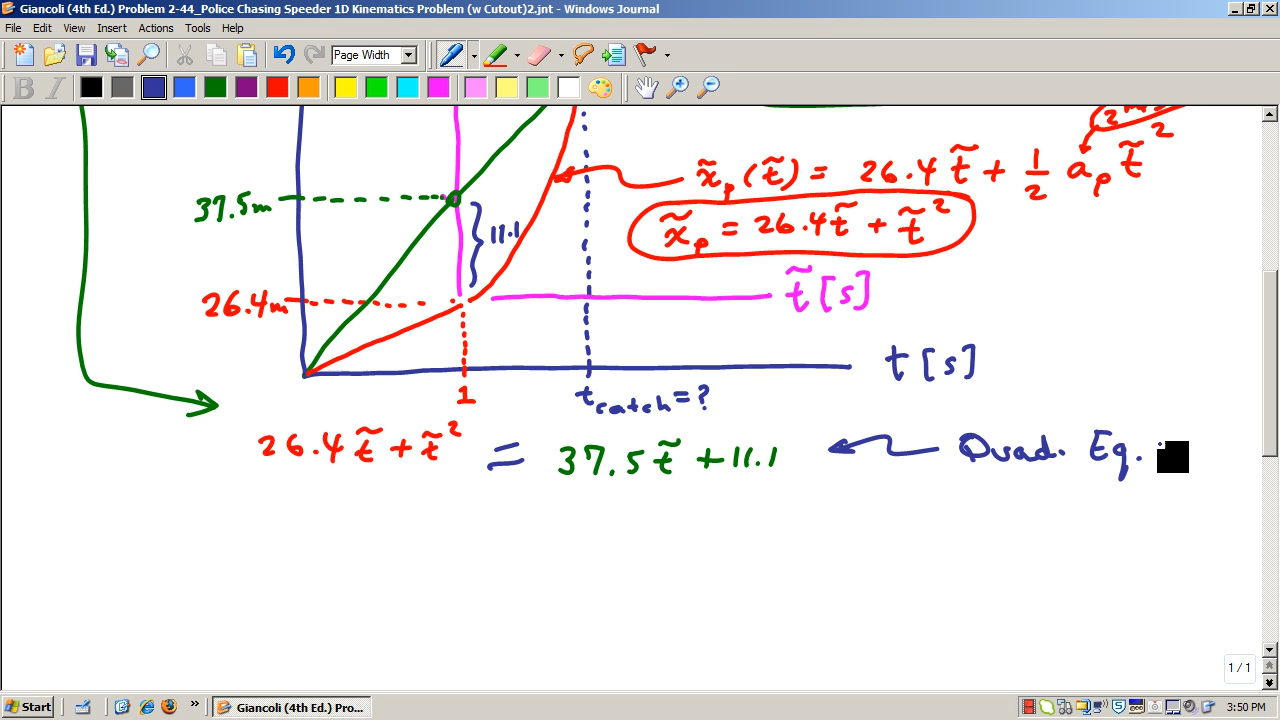 Giancoli (4th Ed.) Problem 2-44_Police Chasing Speeder 1D Kinematics Problem (w Cutout)2.jnt - Windows Journal
File Edit View Insert Actions Tools Help
Page Width
B I
x̃p(t̃) = 26.4t̃ + 1/2 ap t̃²
37.5m
11.1
x̃p = 26.4t̃ + t̃²
26.4m
t̃ [s]
t [s]
1
tcatch = ?
26.4t̃ + t̃² = 37.5t̃ + 11.1
Quad. Eq.
1 / 1
Start
»
Giancoli (4th Ed.) Pro...
«
3:50 PM